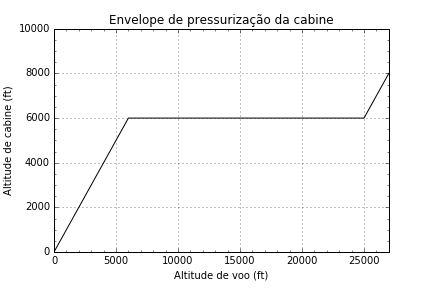 Envelope de pressurização da cabine
10000
8000
6000
4000
2000
0
Altitude de cabine (ft)
0 5000 10000 15000 20000 25000
Altitude de voo (ft)